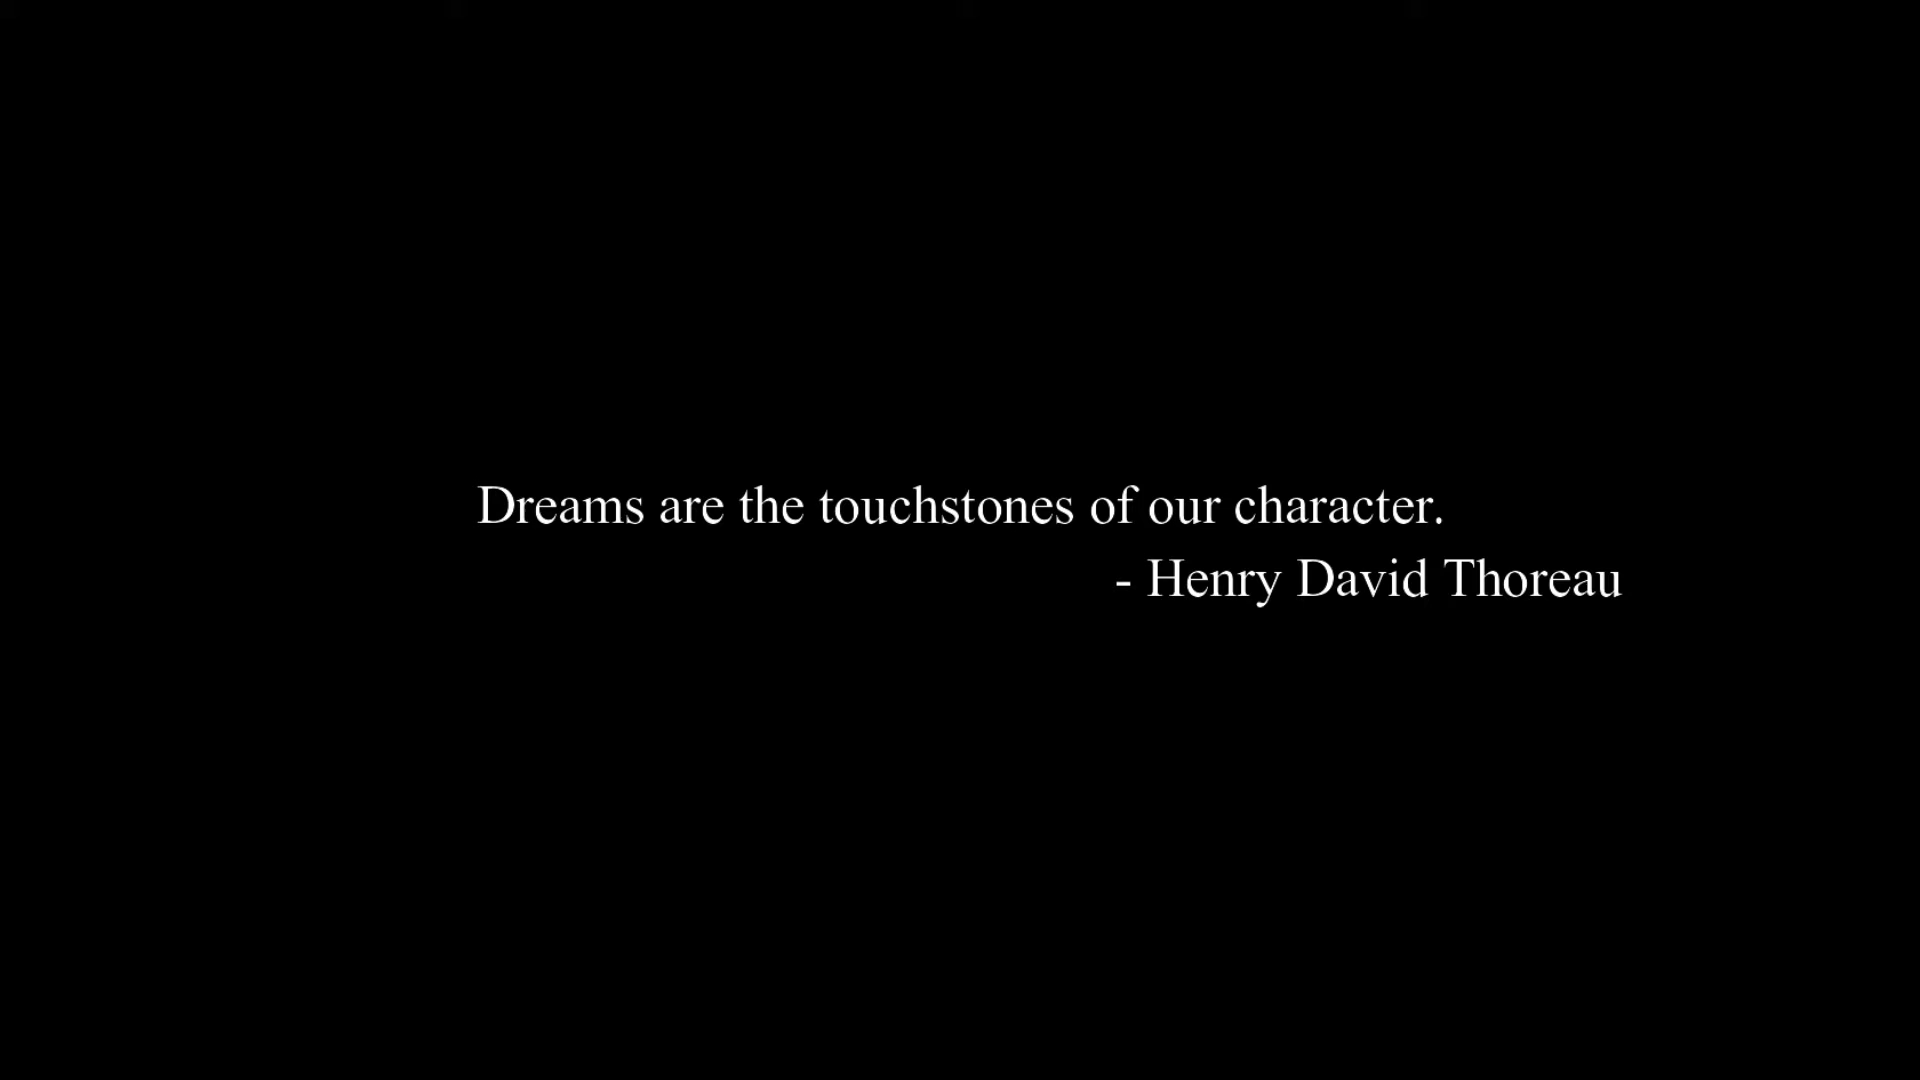 Dreams are the touchstones of our character.
- Henry David Thoreau